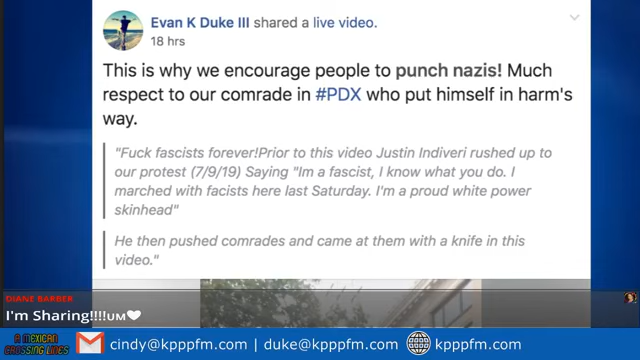 Evan K Duke III shared a live video.
18 hrs
This is why we encourage people to punch nazis! Much
respect to our comrade in #PDX who put himself in harm's
way.
"Fuck fascists forever!Prior to this video Justin Indiveri rushed up to
our protest (7/9/19) Saying "Im a fascist, I know what you do. I
marched with facists here last Saturday. I'm a proud white power
skinhead"
He then pushed comrades and came at them with a knife in this
video."
DIANE BARBER
I'm Sharing!!!!uм❤
A MEXICAN
CROSSING LINES
cindy@kpppfm.com | duke@kpppfm.com
kpppfm.com